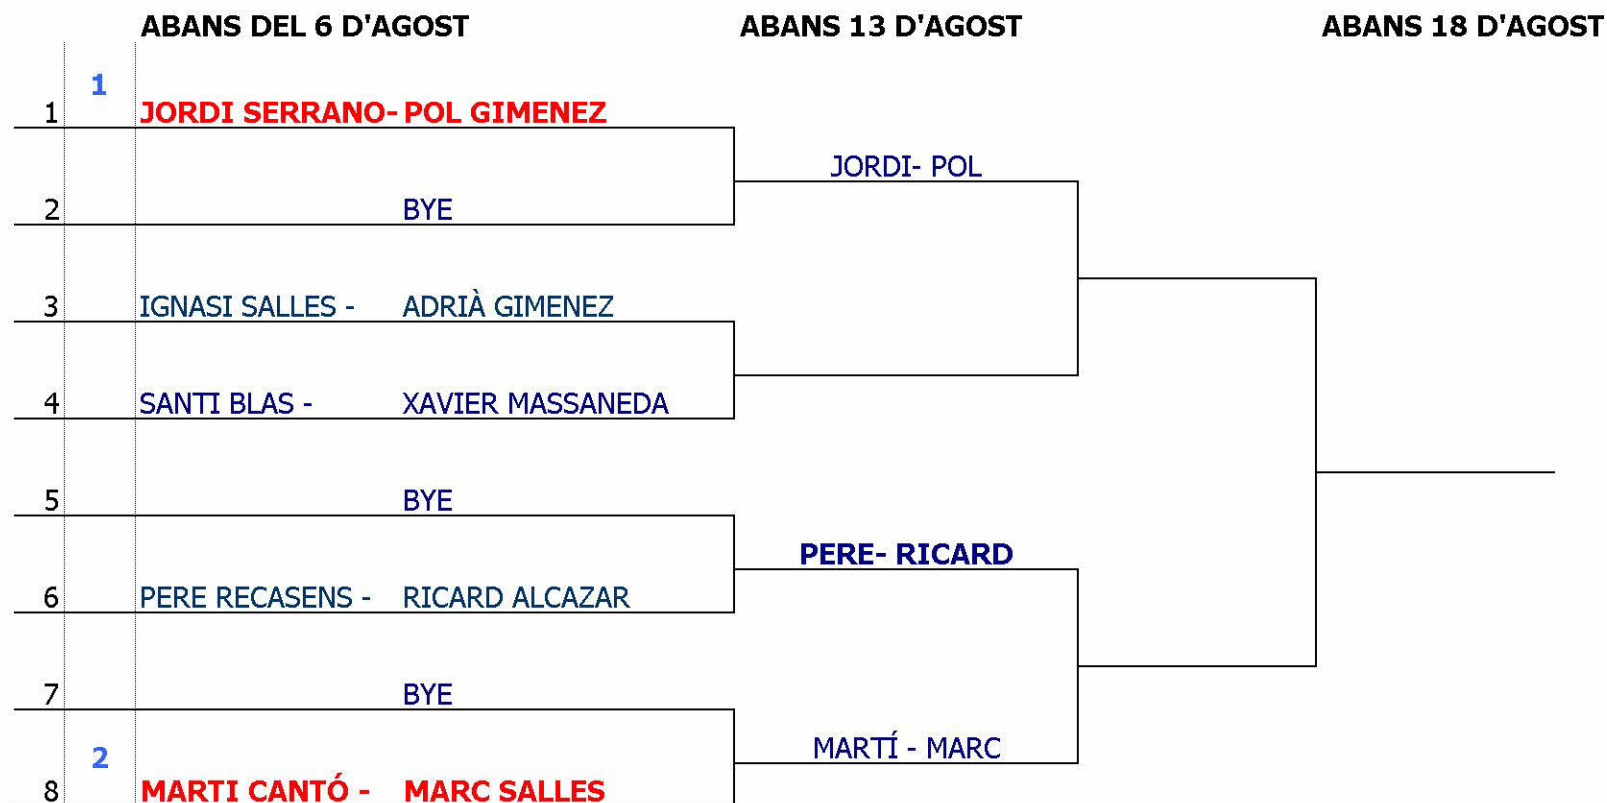 ABANS DEL 6 D'AGOST ABANS 13 D'AGOST ABANS 18 D'AGOST
1
1 JORDI SERRANO- POL GIMENEZ
JORDI- POL
2 BYE
3 IGNASI SALLES - ADRIÀ GIMENEZ
4 SANTI BLAS - XAVIER MASSANEDA
5 BYE
PERE- RICARD
6 PERE RECASENS - RICARD ALCAZAR
7 BYE
MARTÍ - MARC
2
8 MARTI CANTÓ - MARC SALLES